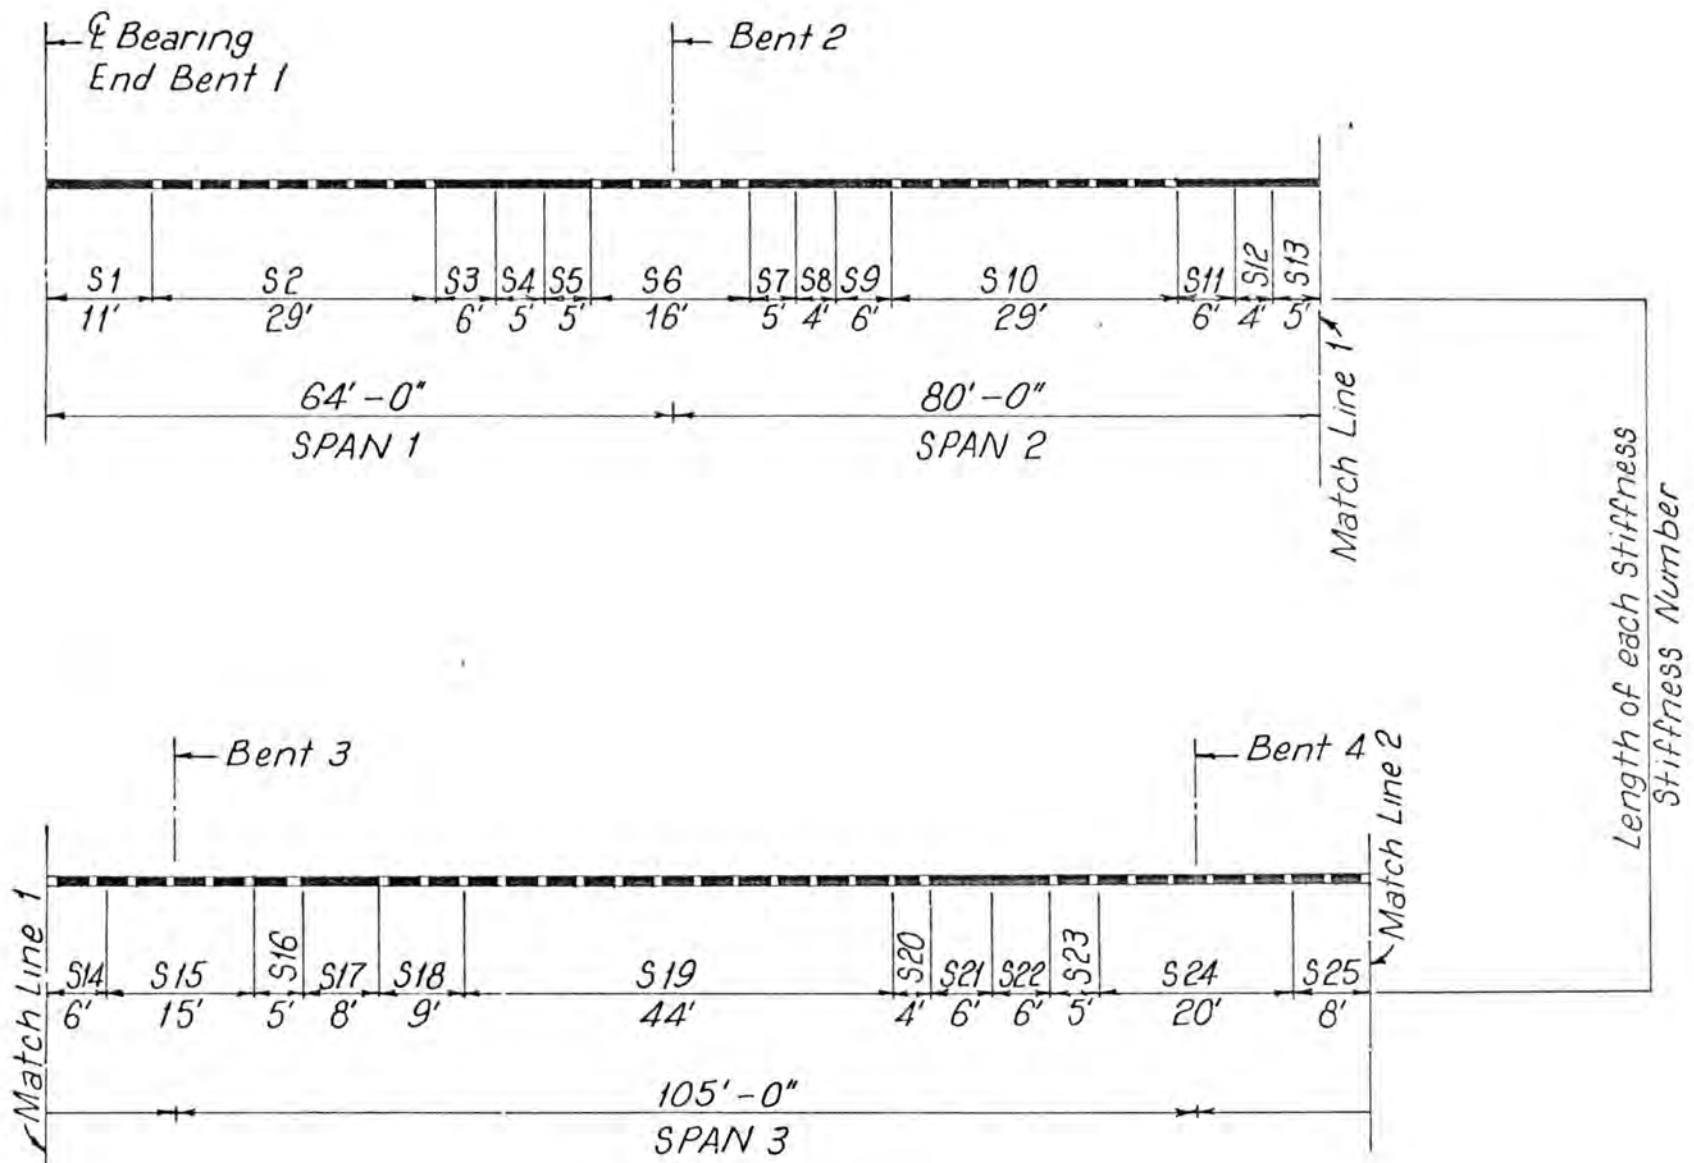 ℄ Bearing
End Bent 1
Bent 2
S1 S2 S3 S4 S5 S6 S7 S8 S9 S10 S11 S12 S13
11' 29' 6' 5' 5' 16' 5' 4' 6' 29' 6' 4' 5'
64'-0" 80'-0"
SPAN 1 SPAN 2
Match Line 1
Length of each Stiffness
Stiffness Number
Bent 3
Bent 4
Match Line 2
Match Line 1
S14 S15 S16 S17 S18 S19 S20 S21 S22 S23 S24 S25
6' 15' 5' 8' 9' 44' 4' 6' 6' 5' 20' 8'
105'-0"
SPAN 3